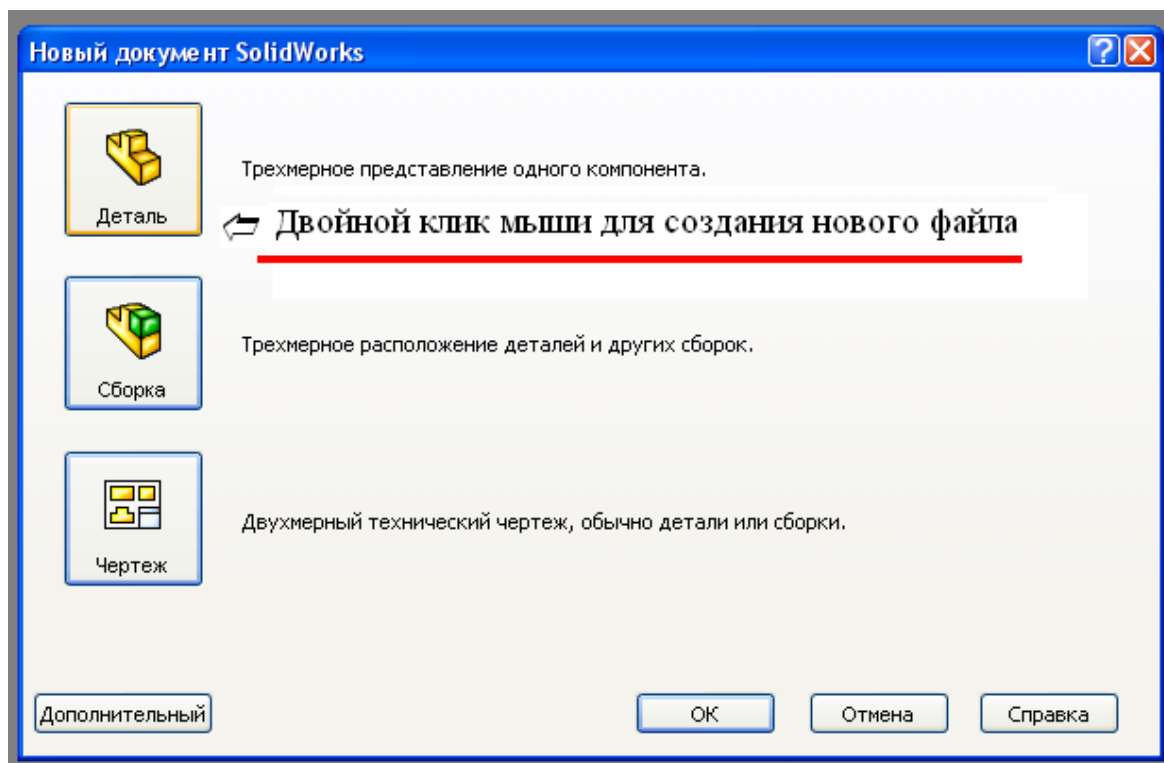 Новый документ SolidWorks
Деталь
Трехмерное представление одного компонента.
Двойной клик мыши для создания нового файла
Сборка
Трехмерное расположение деталей и других сборок.
Чертеж
Двухмерный технический чертеж, обычно детали или сборки.
Дополнительный
ОК
Отмена
Справка